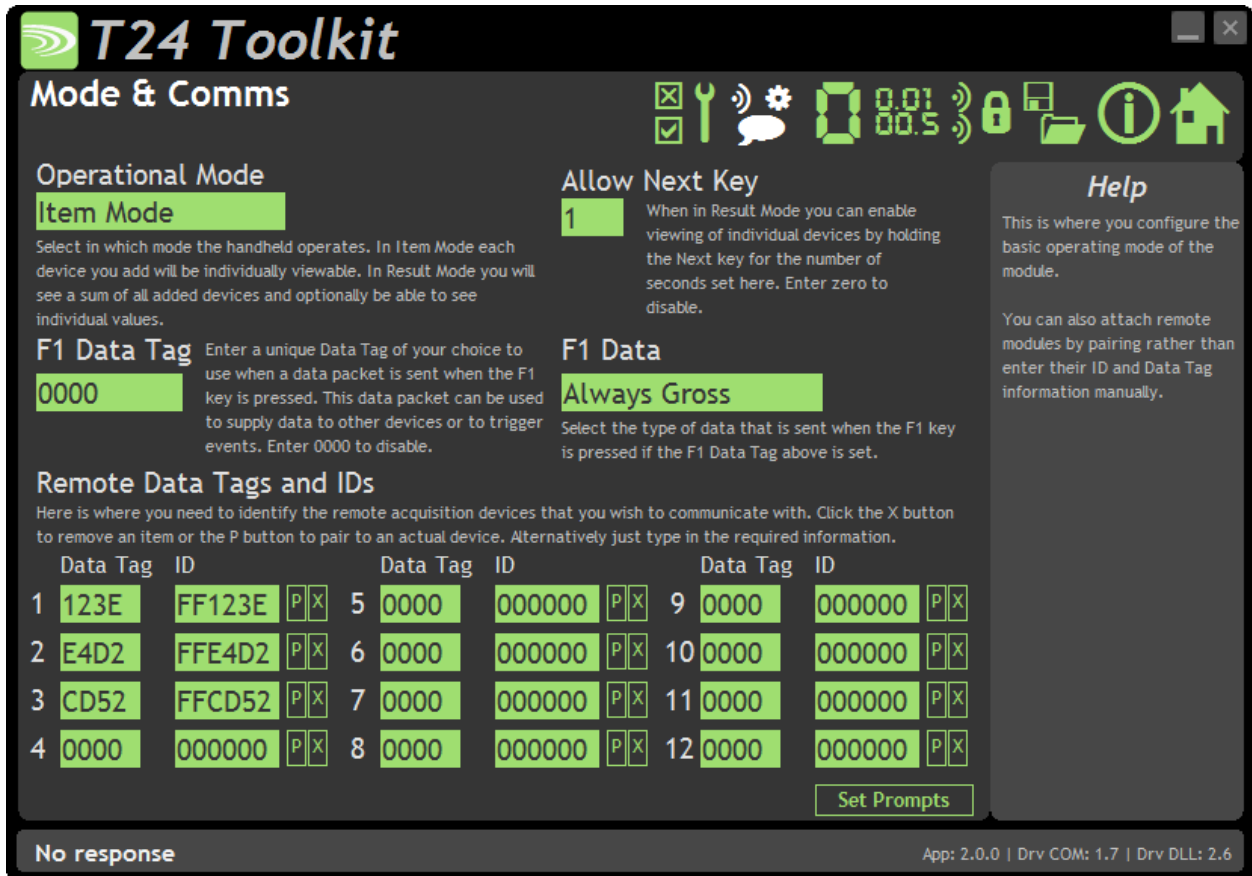 T24 Toolkit
Mode & Comms
0.01
00.5
Operational Mode
Item Mode
Select in which mode the handheld operates. In Item Mode each
device you add will be individually viewable. In Result Mode you will
see a sum of all added devices and optionally be able to see
individual values.
Allow Next Key
1
When in Result Mode you can enable
viewing of individual devices by holding
the Next key for the number of
seconds set here. Enter zero to
disable.
F1 Data Tag
0000
Enter a unique Data Tag of your choice to
use when a data packet is sent when the F1
key is pressed. This data packet can be used
to supply data to other devices or to trigger
events. Enter 0000 to disable.
F1 Data
Always Gross
Select the type of data that is sent when the F1 key
is pressed if the F1 Data Tag above is set.
Remote Data Tags and IDs
Here is where you need to identify the remote acquisition devices that you wish to communicate with. Click the X button
to remove an item or the P button to pair to an actual device. Alternatively just type in the required information.
Data Tag ID Data Tag ID Data Tag ID
1 123E FF123E P X 5 0000 000000 P X 9 0000 000000 P X
2 E4D2 FFE4D2 P X 6 0000 000000 P X 10 0000 000000 P X
3 CD52 FFCD52 P X 7 0000 000000 P X 11 0000 000000 P X
4 0000 000000 P X 8 0000 000000 P X 12 0000 000000 P X
Set Prompts
Help
This is where you configure the
basic operating mode of the
module.
You can also attach remote
modules by pairing rather than
enter their ID and Data Tag
information manually.
No response
App: 2.0.0 | Drv COM: 1.7 | Drv DLL: 2.6